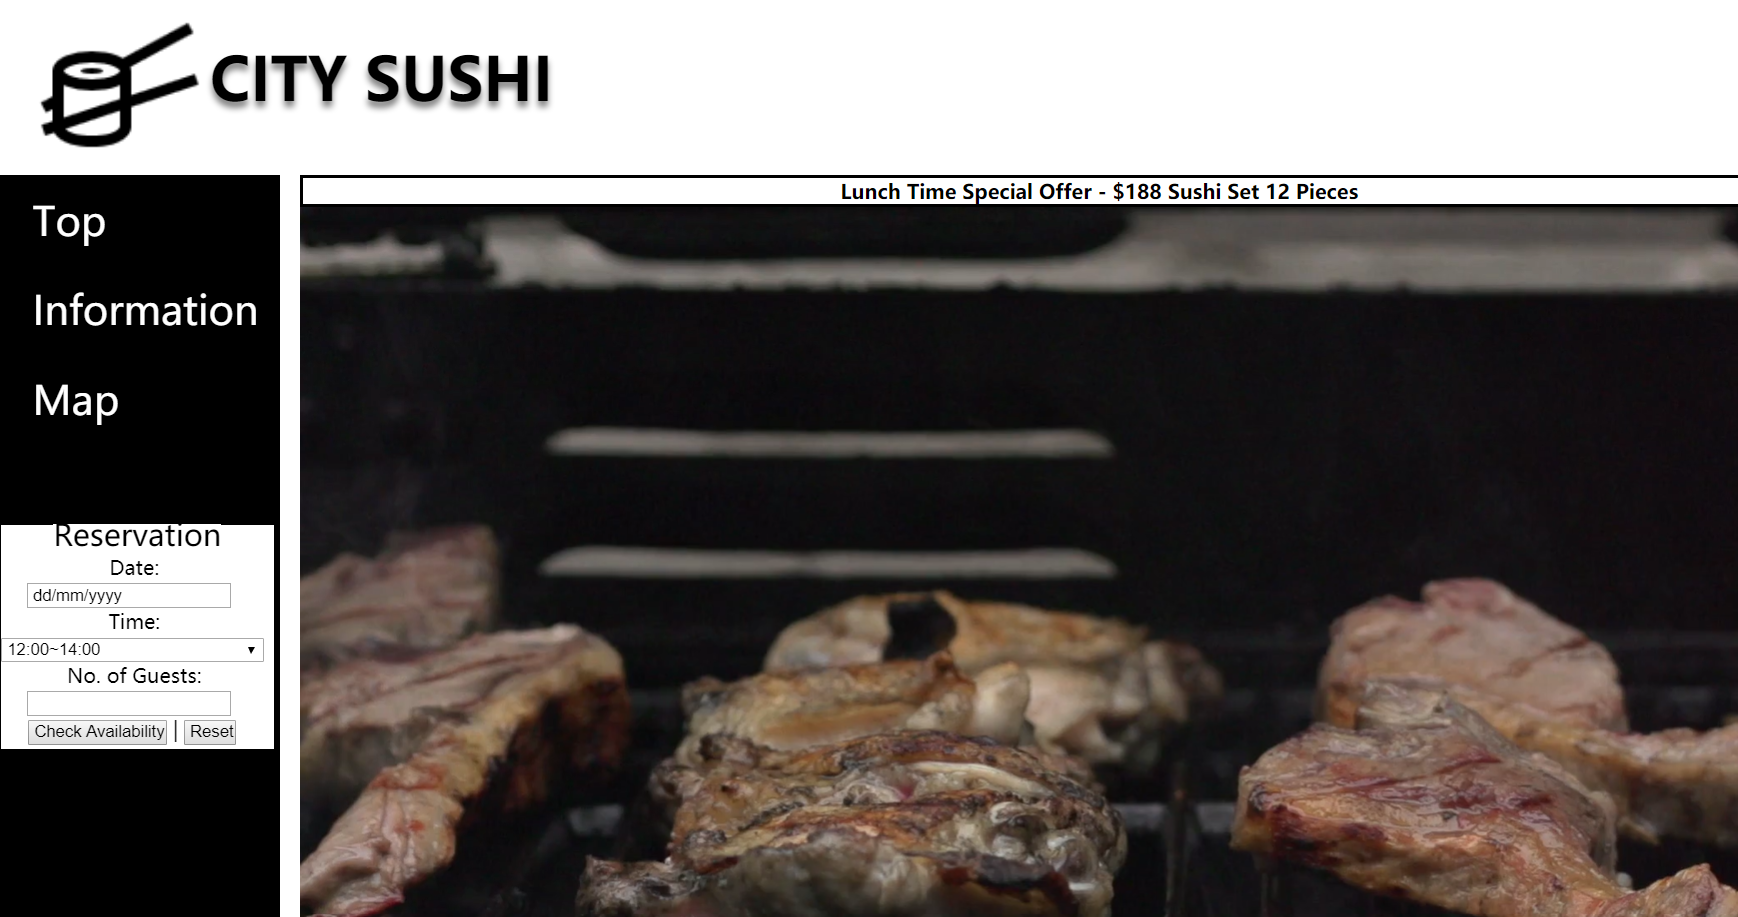 CITY SUSHI
Top
Information
Map
Lunch Time Special Offer - $188 Sushi Set 12 Pieces
Reservation
Date:
dd/mm/yyyy
Time:
12:00~14:00
No. of Guests:
Check Availability | Reset